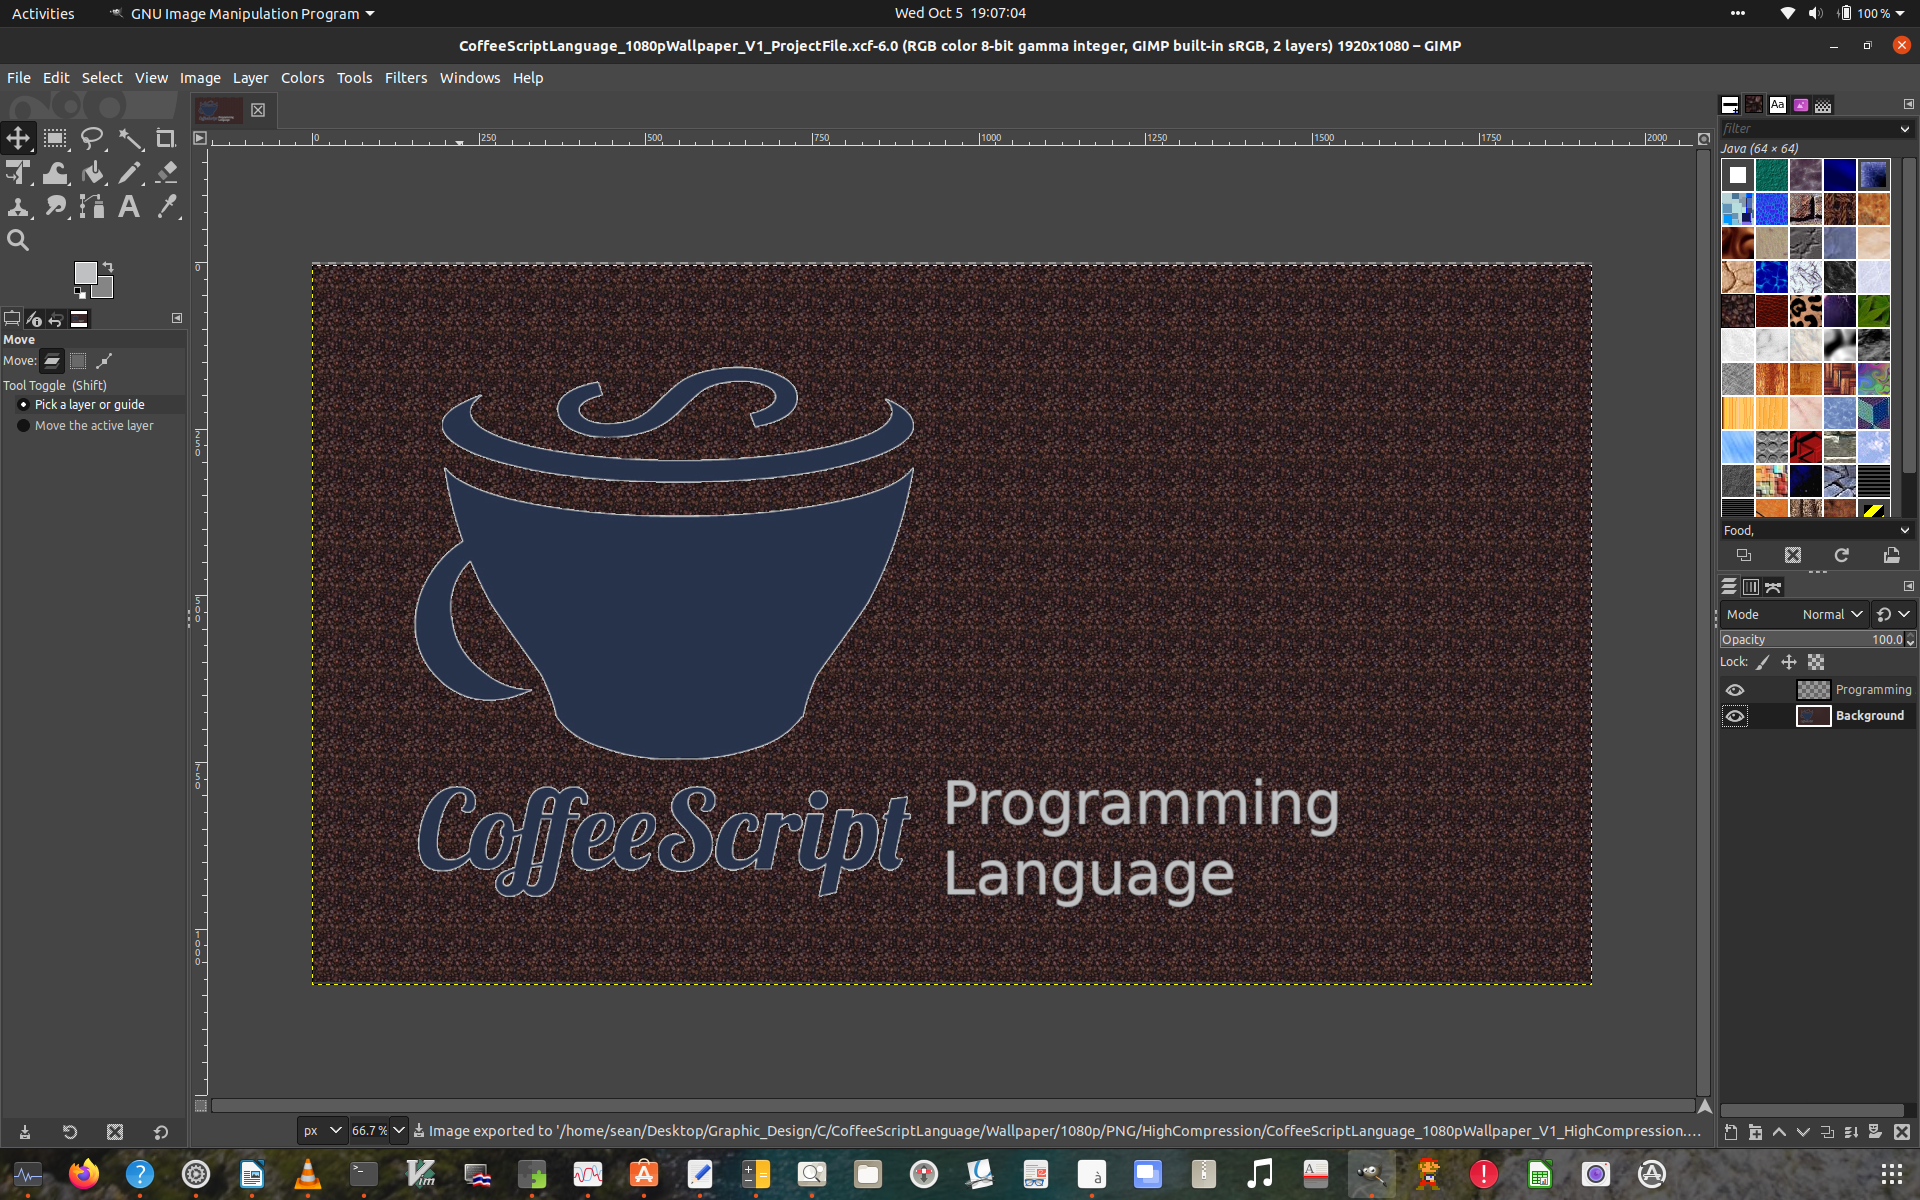 Activities
GNU Image Manipulation Program
Wed Oct 5 19:07:04
100 %
CoffeeScriptLanguage_1080pWallpaper_V1_ProjectFile.xcf-6.0 (RGB color 8-bit gamma integer, GIMP built-in sRGB, 2 layers) 1920x1080 – GIMP
File Edit Select View Image Layer Colors Tools Filters Windows Help
0 250 500 750 1000 1250 1500 1750 2000
0
250
500
750
1000
Move
Move:
Tool Toggle (Shift)
Pick a layer or guide
Move the active layer
CoffeeScript
Programming
Language
filter
Java (64 × 64)
Food,
Mode Normal
Opacity 100.0
Lock:
Programming
Background
px 66.7 % Image exported to '/home/sean/Desktop/Graphic_Design/C/CoffeeScriptLanguage/Wallpaper/1080p/PNG/HighCompression/CoffeeScriptLanguage_1080pWallpaper_V1_HighCompression....